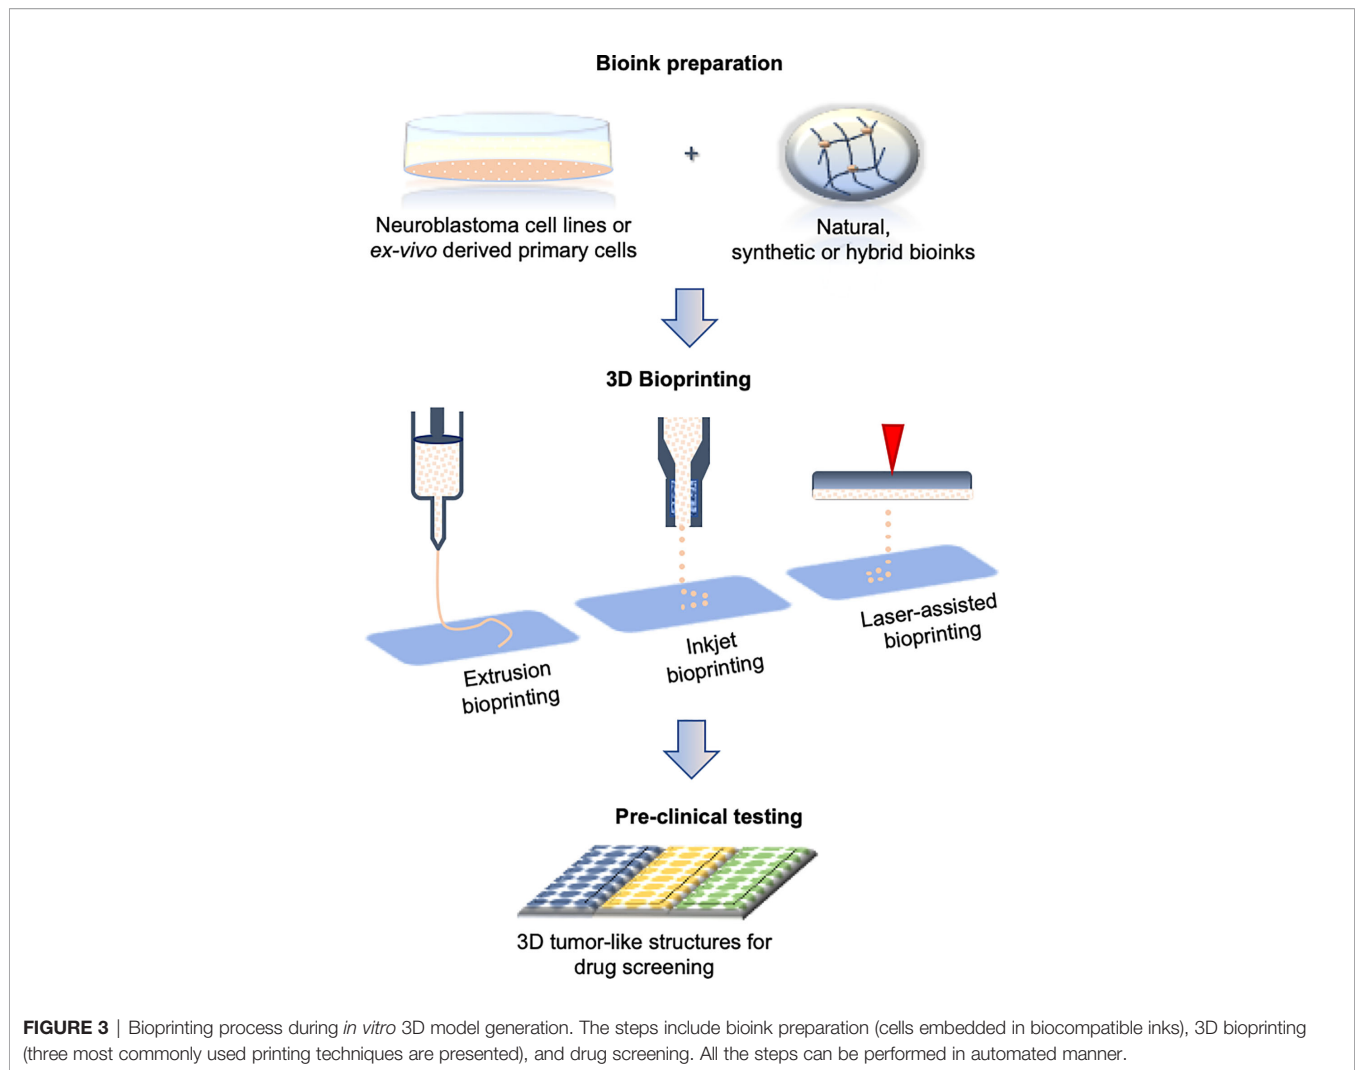 Bioink preparation
+
Neuroblastoma cell lines or
ex-vivo derived primary cells
Natural,
synthetic or hybrid bioinks
3D Bioprinting
Extrusion
bioprinting
Inkjet
bioprinting
Laser-assisted
bioprinting
Pre-clinical testing
3D tumor-like structures for
drug screening
FIGURE 3 | Bioprinting process during in vitro 3D model generation. The steps include bioink preparation (cells embedded in biocompatible inks), 3D bioprinting
(three most commonly used printing techniques are presented), and drug screening. All the steps can be performed in automated manner.